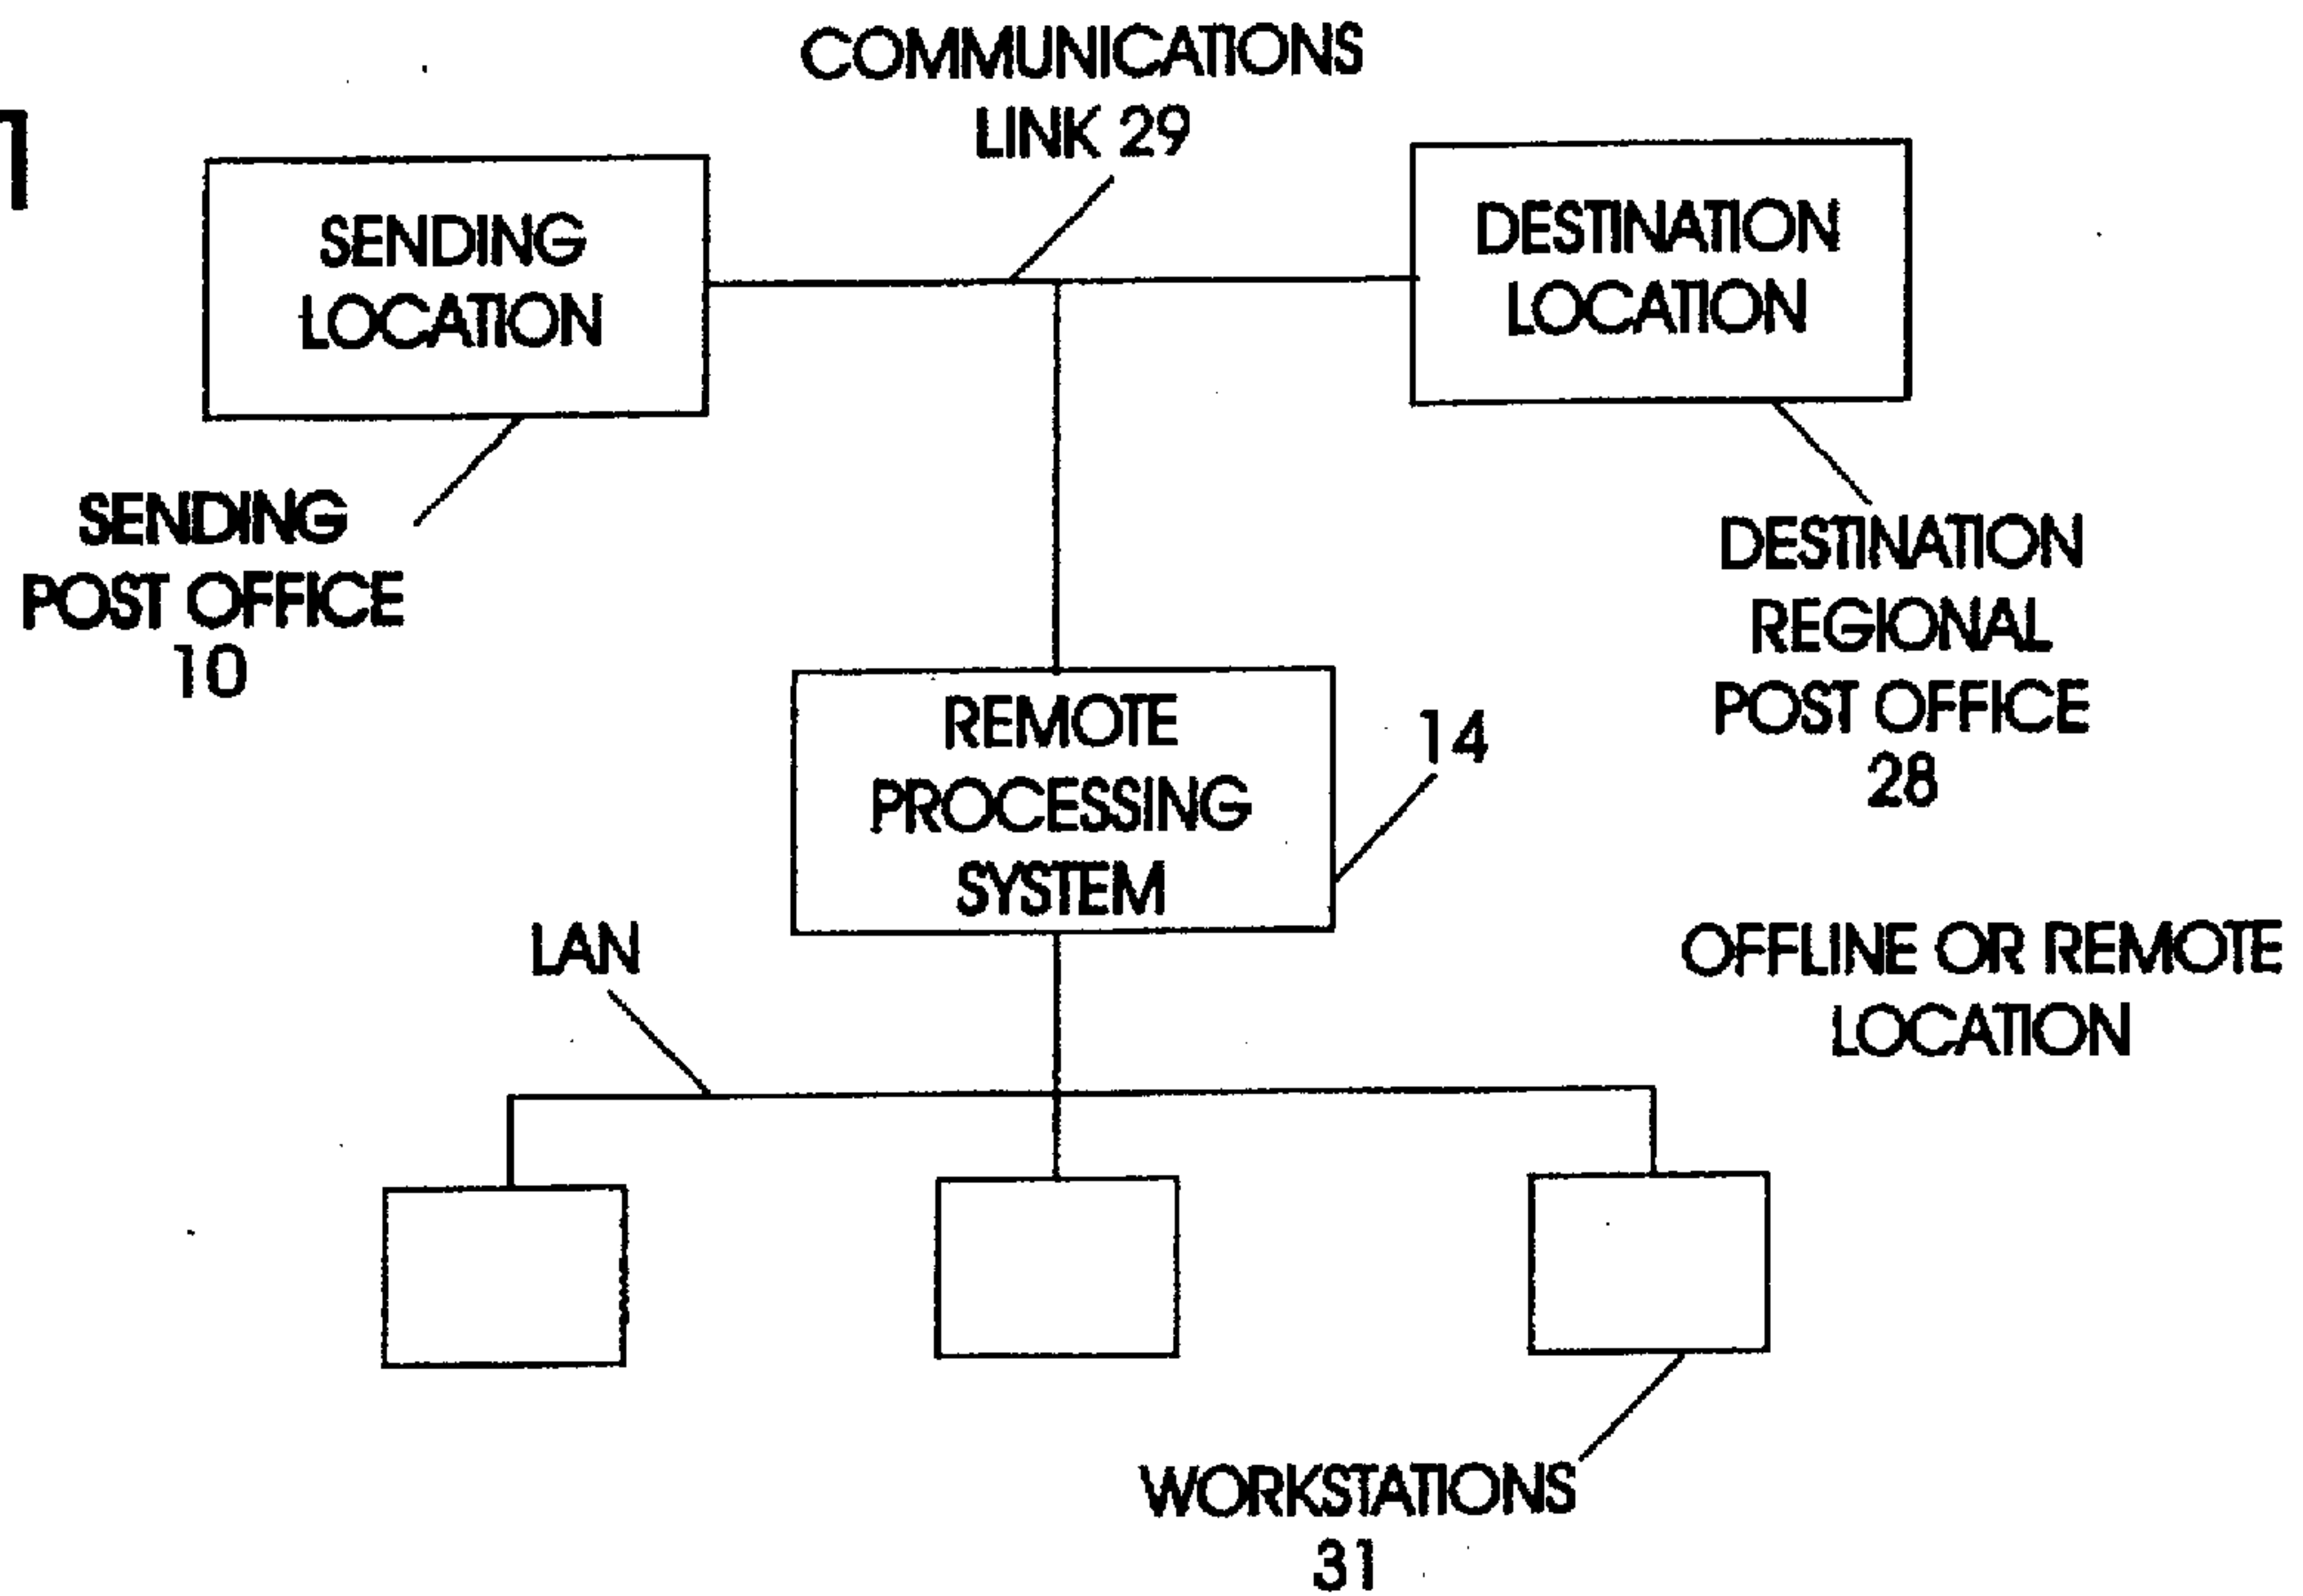 1
COMMUNICATIONS
LINK 29
SENDING
LOCATION
DESTINATION
LOCATION
SENDING
POST OFFICE
10
DESTINATION
REGIONAL
POST OFFICE
28
REMOTE
PROCESSING
SYSTEM
14
LAN
OFFLINE OR REMOTE
LOCATION
WORKSTATIONS
31